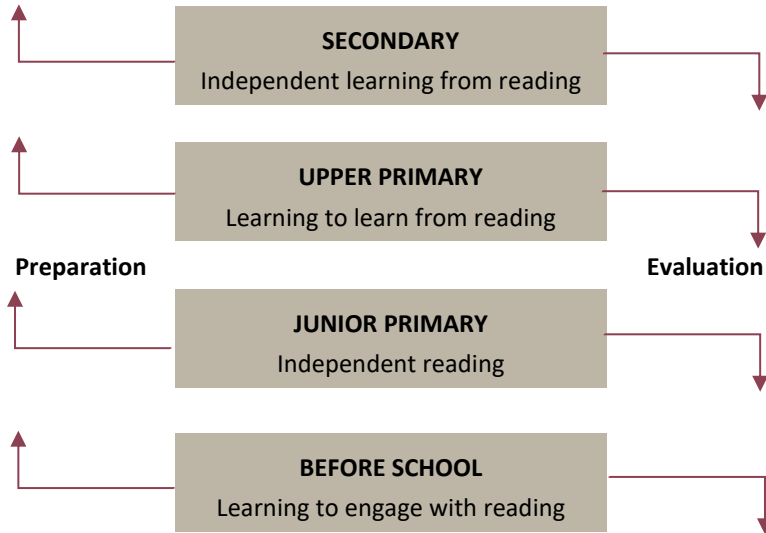 SECONDARY
Independent learning from reading
UPPER PRIMARY
Learning to learn from reading
Preparation
Evaluation
JUNIOR PRIMARY
Independent reading
BEFORE SCHOOL
Learning to engage with reading